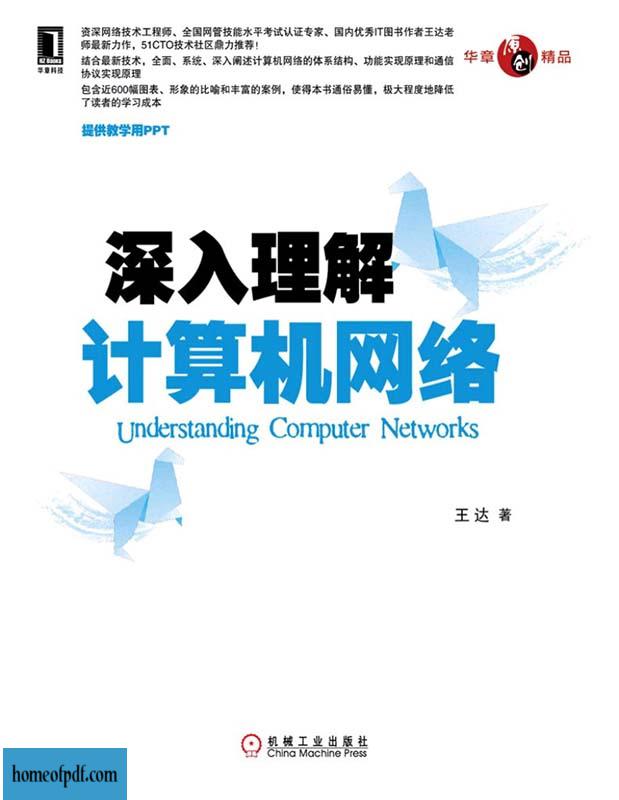 资深网络技术工程师、全国网管技能水平考试认证专家、国内优秀IT图书作者王达老
师最新力作，51CTO技术社区鼎力推荐！
结合最新技术，全面、系统、深入阐述计算机网络的体系结构、功能实现原理和通信
协议实现原理
包含近600幅图表、形象的比喻和丰富的案例，使得本书通俗易懂，极大程度地降低
了读者的学习成本
提供教学用PPT
HZ Books
华章科技
华章 原创 精品
深入理解
计算机网络
Understanding Computer Networks
王达 著
机械工业出版社
China Machine Press
homeofpdf.com